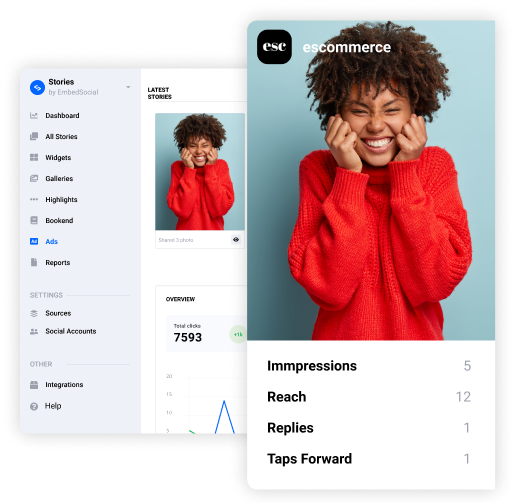 Stories
by EmbedSocial
Dashboard
All Stories
Widgets
Galleries
Highlights
Bookend
Ad
Ads
Reports
SETTINGS
Sources
Social Accounts
OTHER
Integrations
Help
LATEST
STORIES
Shared 3 photo
OVERVIEW
Total clicks
7593
+1k
20
15
10
5
esc
escommerce
Immpressions 5
Reach 12
Replies 1
Taps Forward 1